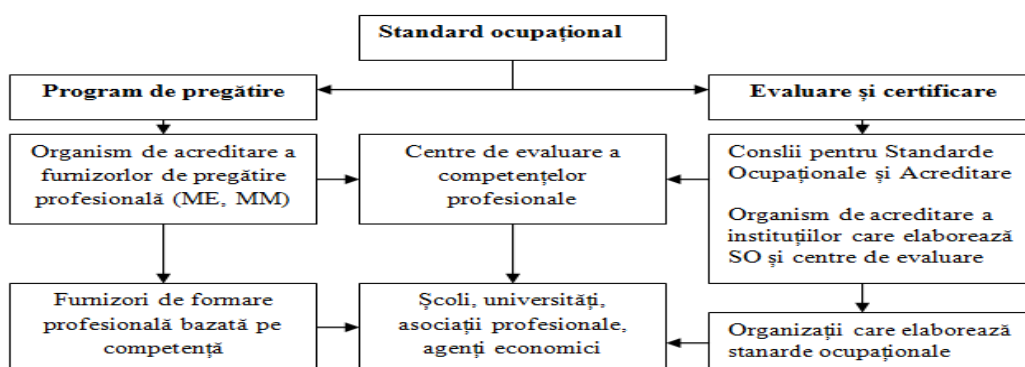 Standard ocupațional
Program de pregătire
Evaluare și certificare
Organism de acreditare a
furnizorlor de pregătire
profesională (ME, MM)
Centre de evaluare a
competențelor
profesionale
Conslii pentru Standarde
Ocupaționale și Acreditare
Organism de acreditare a
instituțiilor care elaborează
SO și centre de evaluare
Furnizori de formare
profesională bazată pe
competență
Școli, universități,
asociații profesionale,
agenți economici
Organizații care elaborează
stanarde ocupaționale